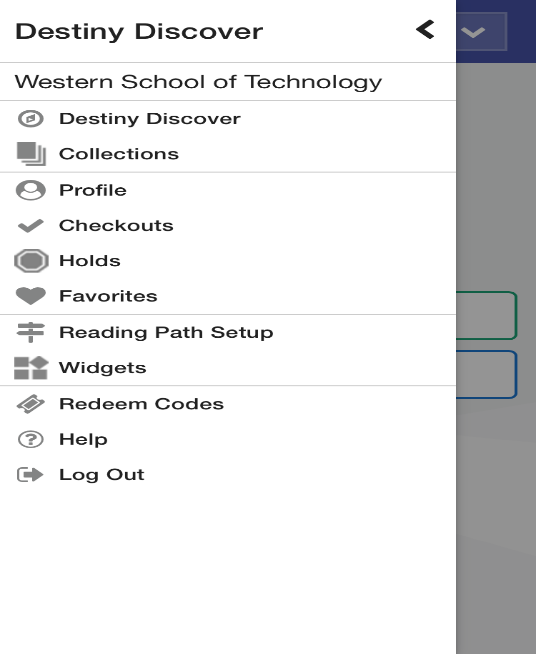 Destiny Discover
Western School of Technology
Destiny Discover
Collections
Profile
Checkouts
Holds
Favorites
Reading Path Setup
Widgets
Redeem Codes
Help
Log Out